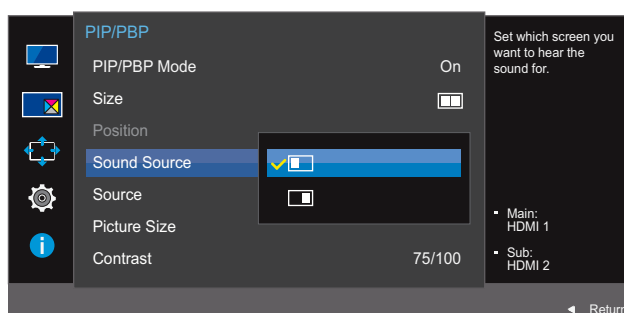 PIP/PBP
PIP/PBP Mode On
Size
Position
Sound Source
Source
Picture Size
Contrast 75/100
Set which screen you
want to hear the
sound for.
Main:
HDMI 1
Sub:
HDMI 2
Return